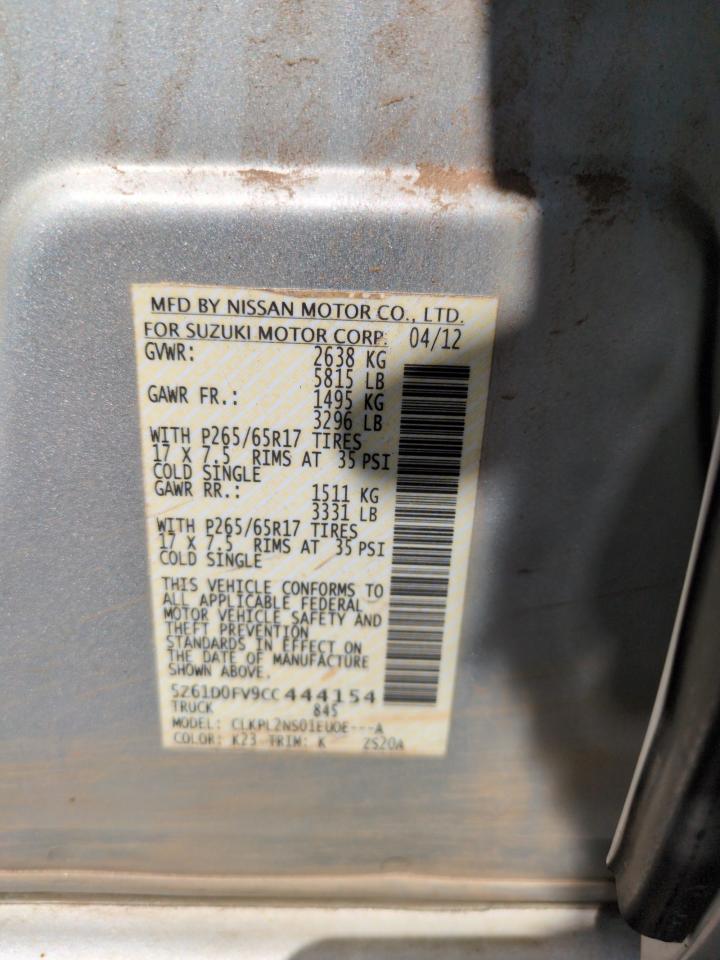 MFD BY NISSAN MOTOR CO., LTD.
FOR SUZUKI MOTOR CORP. 04/12
GVWR: 2638 KG
5815 LB
GAWR FR.: 1495 KG
3296 LB
WITH P265/65R17 TIRES
17 X 7.5 RIMS AT 35 PSI
COLD SINGLE
GAWR RR.: 1511 KG
3331 LB
WITH P265/65R17 TIRES
17 X 7.5 RIMS AT 35 PSI
COLD SINGLE
THIS VEHICLE CONFORMS TO
ALL APPLICABLE FEDERAL
MOTOR VEHICLE SAFETY AND
THEFT PREVENTION
STANDARDS IN EFFECT ON
THE DATE OF MANUFACTURE
SHOWN ABOVE.
5Z61D0FV9CC444154
TRUCK 845
MODEL: CLKPL2NS01EUOE---A
COLOR: K23 TRIM: K ZS20A